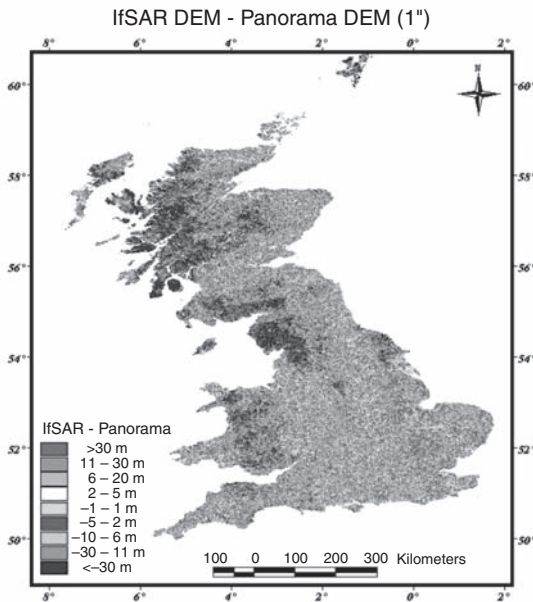 IfSAR DEM - Panorama DEM (1")
8° 6° 4° 2° 0° 2°
N
60° 60°
58° 58°
56° 56°
54° 54°
IfSAR - Panorama
>30 m
11 – 30 m
6 – 20 m
2 – 5 m
–1 – 1 m
–5 – 2 m
–10 – 6 m
–30 – 11 m
<–30 m
52° 52°
50° 50°
100 0 100 200 300 Kilometers
8° 6° 4° 2° 0° 2°